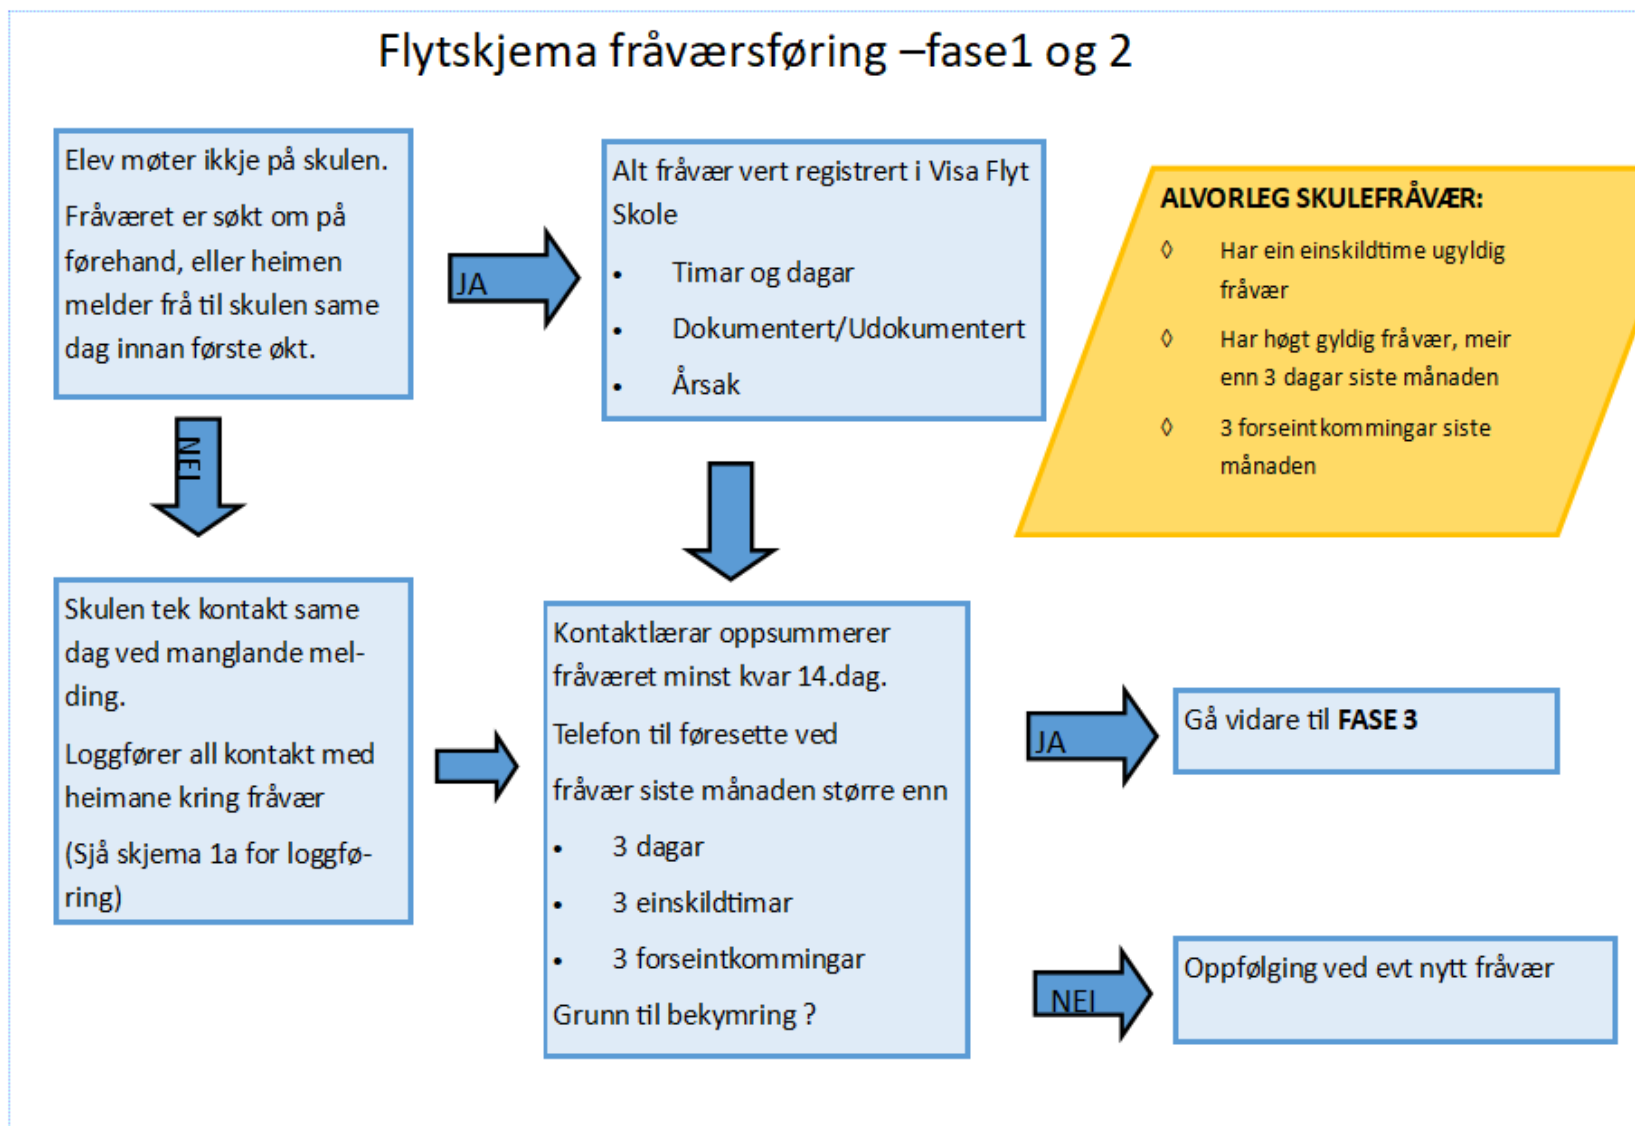 Flytskjema fråværsføring –fase1 og 2
Elev møter ikkje på skulen.
Fråværet er søkt om på
førehand, eller heimen
melder frå til skulen same
dag innan første økt.
JA
Alt fråvær vert registrert i Visa Flyt
Skole
• Timar og dagar
• Dokumentert/Udokumentert
• Årsak
ALVORLEG SKULEFRÅVÆR:
◊ Har ein einskildtime ugyldig
fråvær
◊ Har høgt gyldig fråvær, meir
enn 3 dagar siste månaden
◊ 3 forseintkommingar siste
månaden
NEI
Skulen tek kontakt same
dag ved manglande mel-
ding.
Loggfører all kontakt med
heimane kring fråvær
(Sjå skjema 1a for loggfø-
ring)
Kontaktlærar oppsummerer
fråværet minst kvar 14.dag.
Telefon til føresette ved
fråvær siste månaden større enn
• 3 dagar
• 3 einskildtimar
• 3 forseintkommingar
Grunn til bekymring ?
JA
Gå vidare til FASE 3
NEI
Oppfølging ved evt nytt fråvær